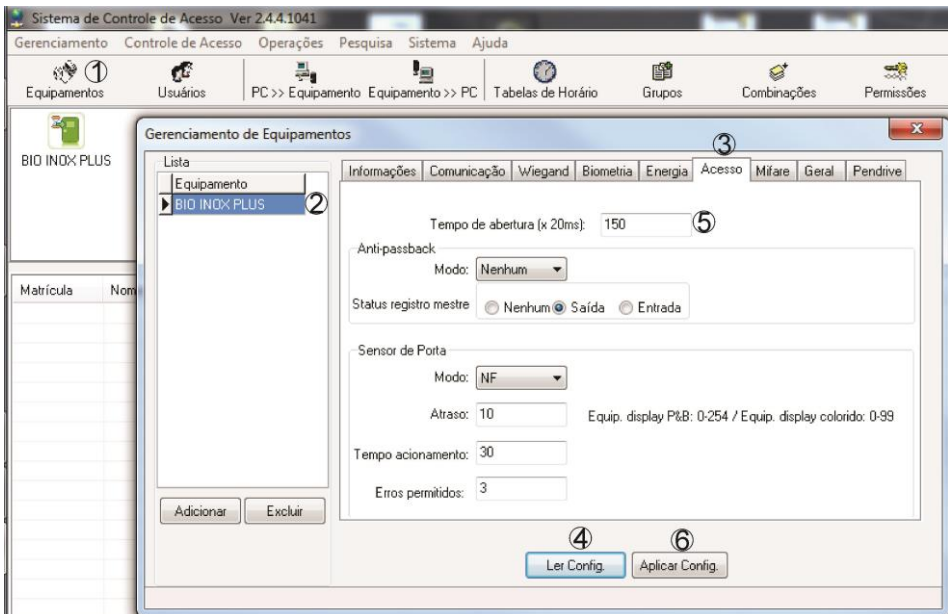 Sistema de Controle de Acesso Ver 2.4.4.1041
Gerenciamento Controle de Acesso Operações Pesquisa Sistema Ajuda
①
Equipamentos Usuários PC >> Equipamento Equipamento >> PC Tabelas de Horário Grupos Combinações Permissões
BIO INOX PLUS
Gerenciamento de Equipamentos
x
Lista
Equipamento
BIO INOX PLUS ②
Adicionar Excluir
③
Informações Comunicação Wiegand Biometria Energia Acesso Mifare Geral Pendrive
Tempo de abertura (x 20ms): 150 ⑤
Anti-passback
Modo: Nenhum
Status registro mestre Nenhum Saída Entrada
Sensor de Porta
Modo: NF
Atraso: 10 Equip. display P&B: 0-254 / Equip. display colorido: 0-99
Tempo acionamento: 30
Erros permitidos: 3
④ ⑥
Ler Config. Aplicar Config.
Matrícula Nom